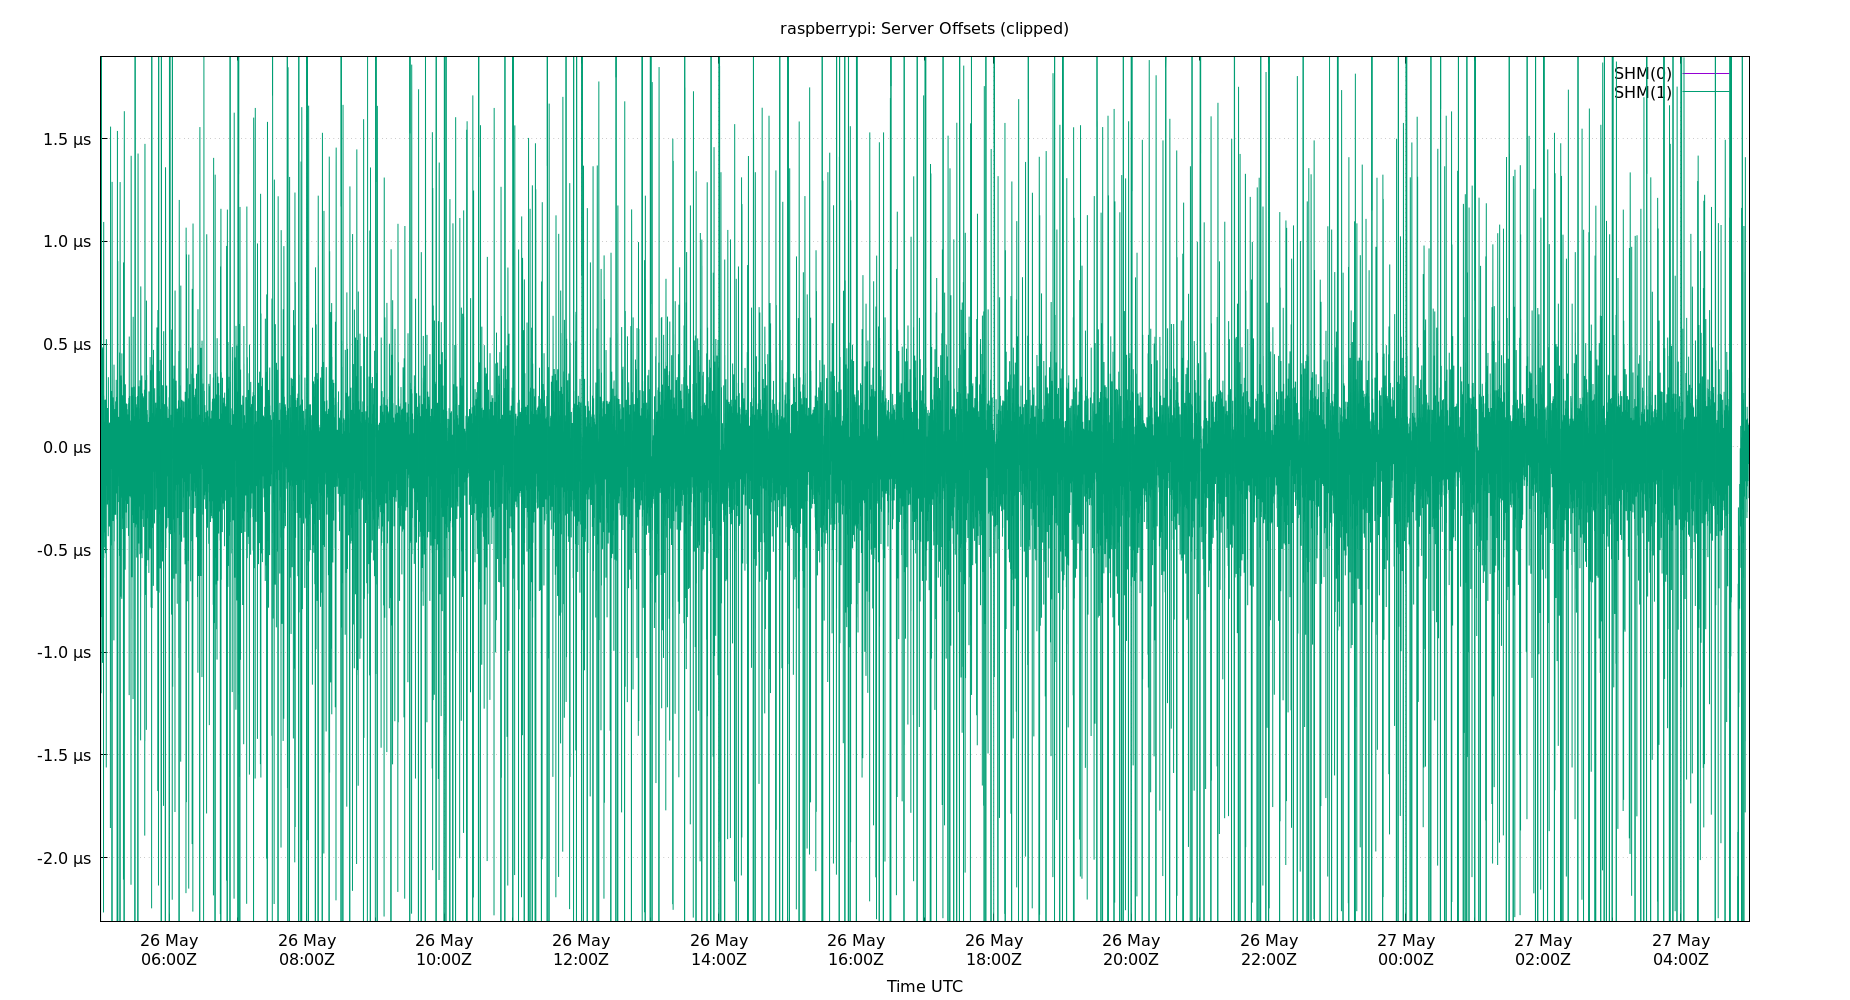 raspberrypi: Server Offsets (clipped)
SHM(0)
SHM(1)
1.5 µs
1.0 µs
0.5 µs
0.0 µs
-0.5 µs
-1.0 µs
-1.5 µs
-2.0 µs
26 May 26 May 26 May 26 May 26 May 26 May 26 May 26 May 26 May 27 May 27 May 27 May
06:00Z 08:00Z 10:00Z 12:00Z 14:00Z 16:00Z 18:00Z 20:00Z 22:00Z 00:00Z 02:00Z 04:00Z
Time UTC